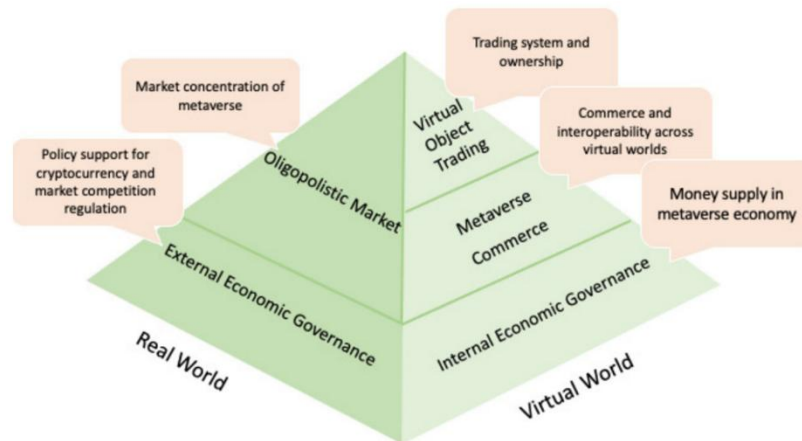 Trading system and
ownership
Market concentration of
metaverse
Commerce and
interoperability across
virtual worlds
Policy support for
cryptocurrency and
market competition
regulation
Money supply in
metaverse economy
Virtual
Object
Trading
Oligopolistic Market
Metaverse
Commerce
External Economic Governance
Internal Economic Governance
Real World
Virtual World